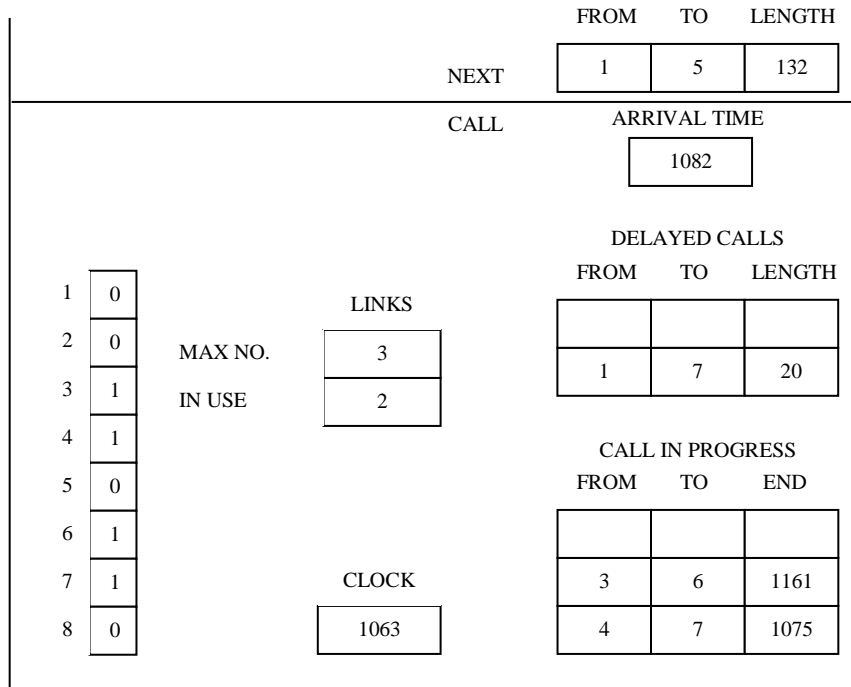 FROM TO LENGTH
NEXT 1 5 132
CALL ARRIVAL TIME
1082
DELAYED CALLS
FROM TO LENGTH
1 0
LINKS
2 0
MAX NO. 3
1 7 20
3 1
IN USE 2
4 1
CALL IN PROGRESS
5 0
FROM TO END
6 1
7 1
CLOCK
3 6 1161
8 0
1063
4 7 1075